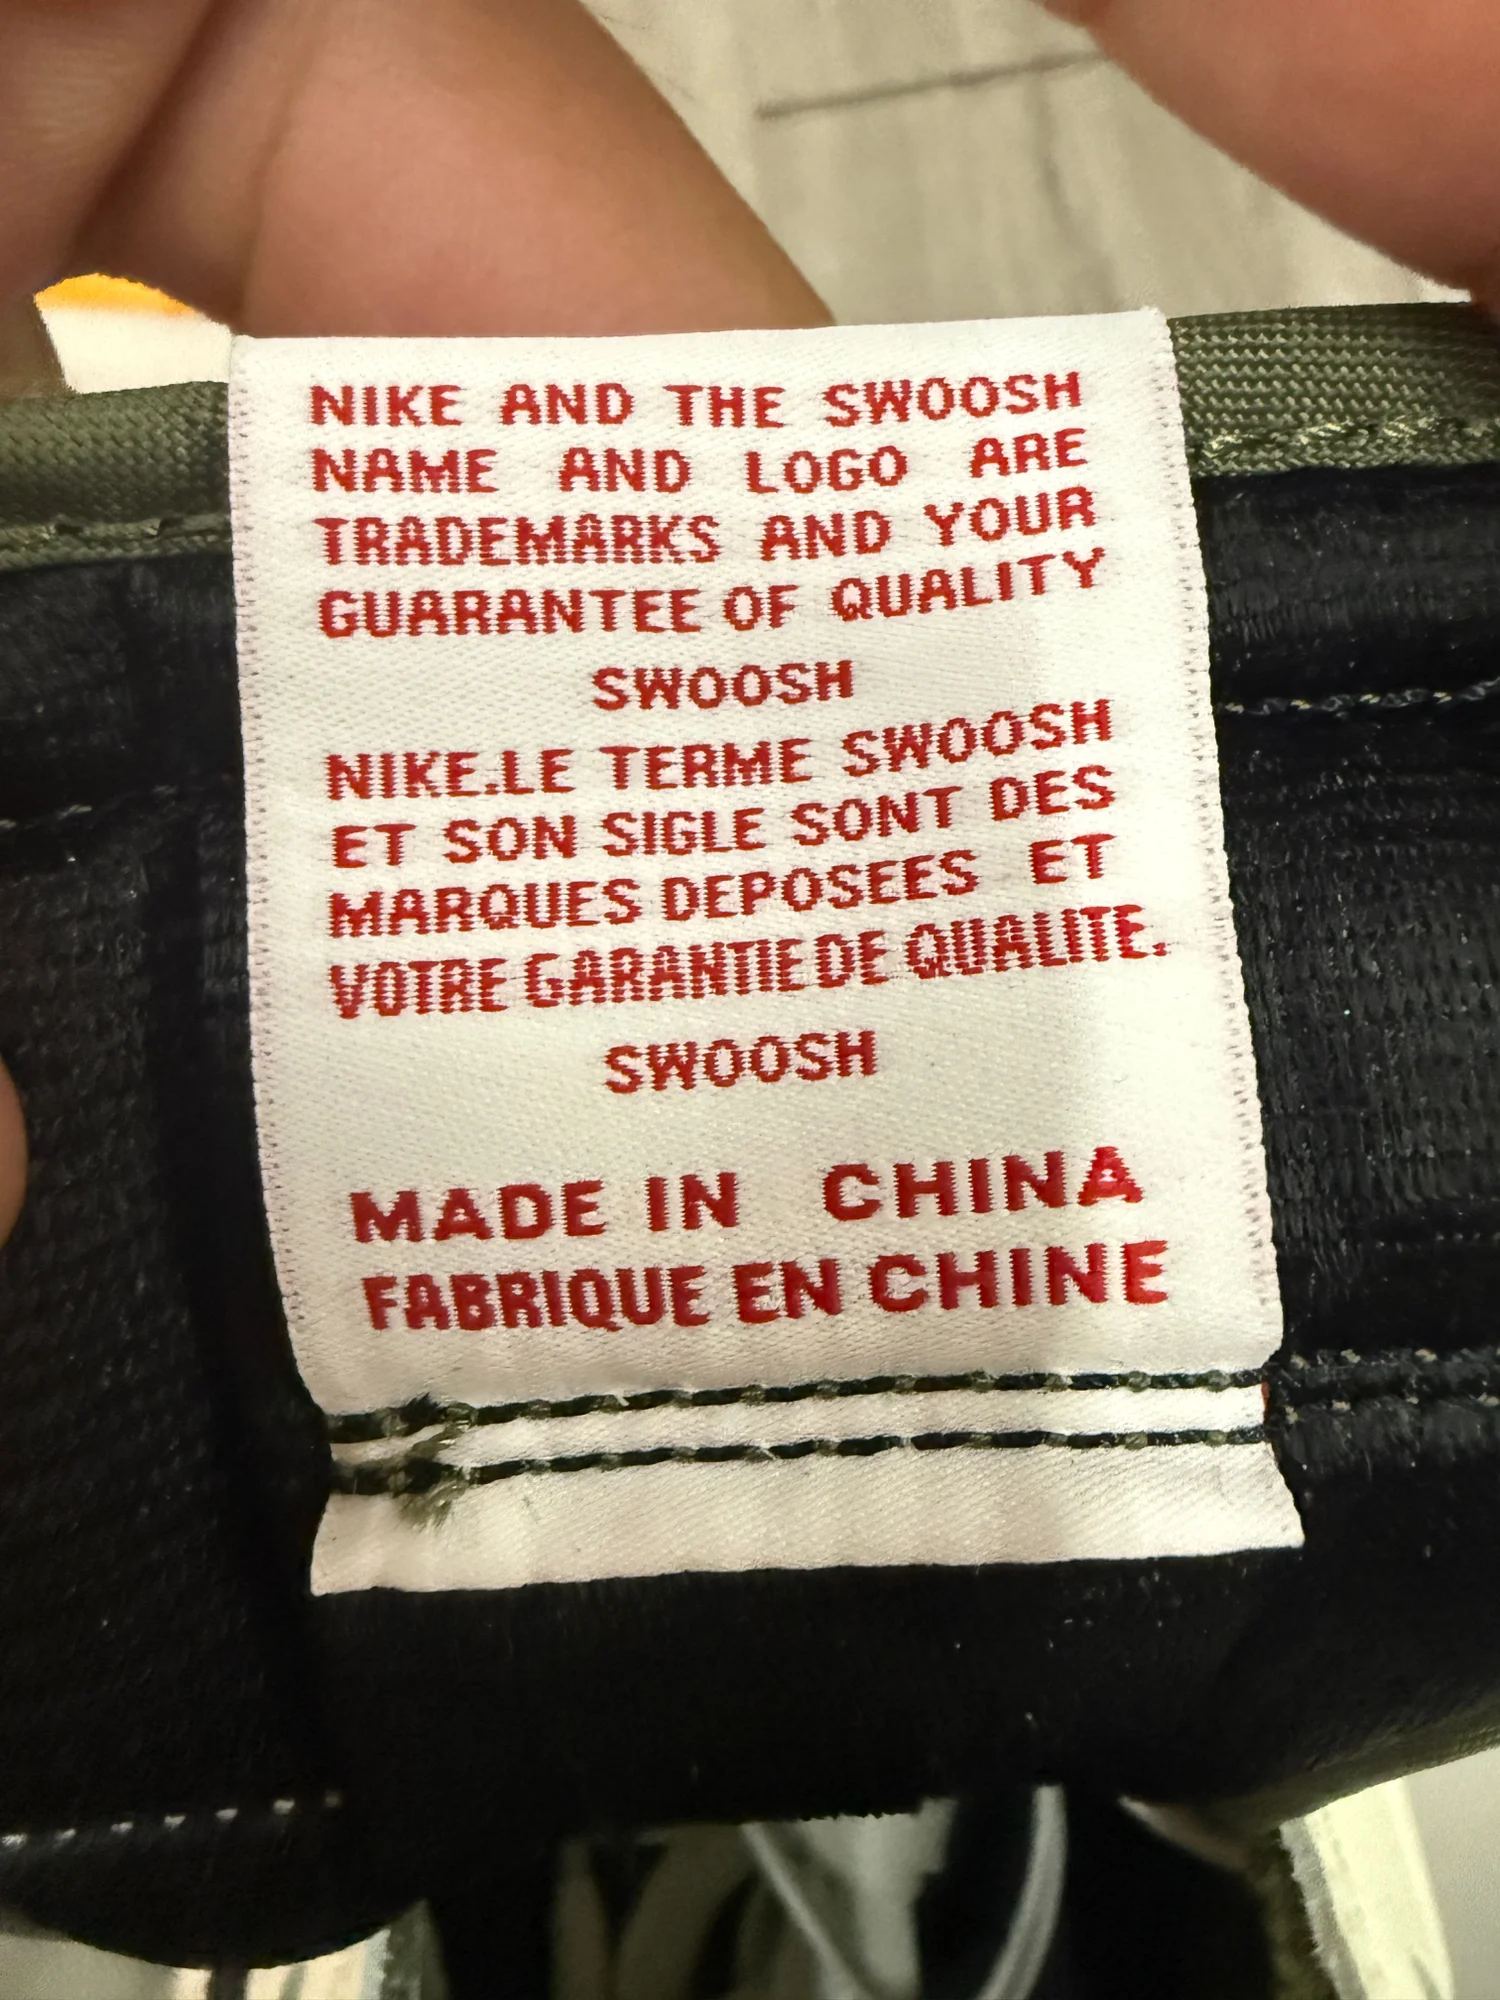 NIKE AND THE SWOOSH
NAME AND LOGO ARE
TRADEMARKS AND YOUR
GUARANTEE OF QUALITY
SWOOSH
NIKE.LE TERME SWOOSH
ET SON SIGLE SONT DES
MARQUES DEPOSEES ET
VOTRE GARANTIE DE QUALITE.
SWOOSH
MADE IN CHINA
FABRIQUE EN CHINE